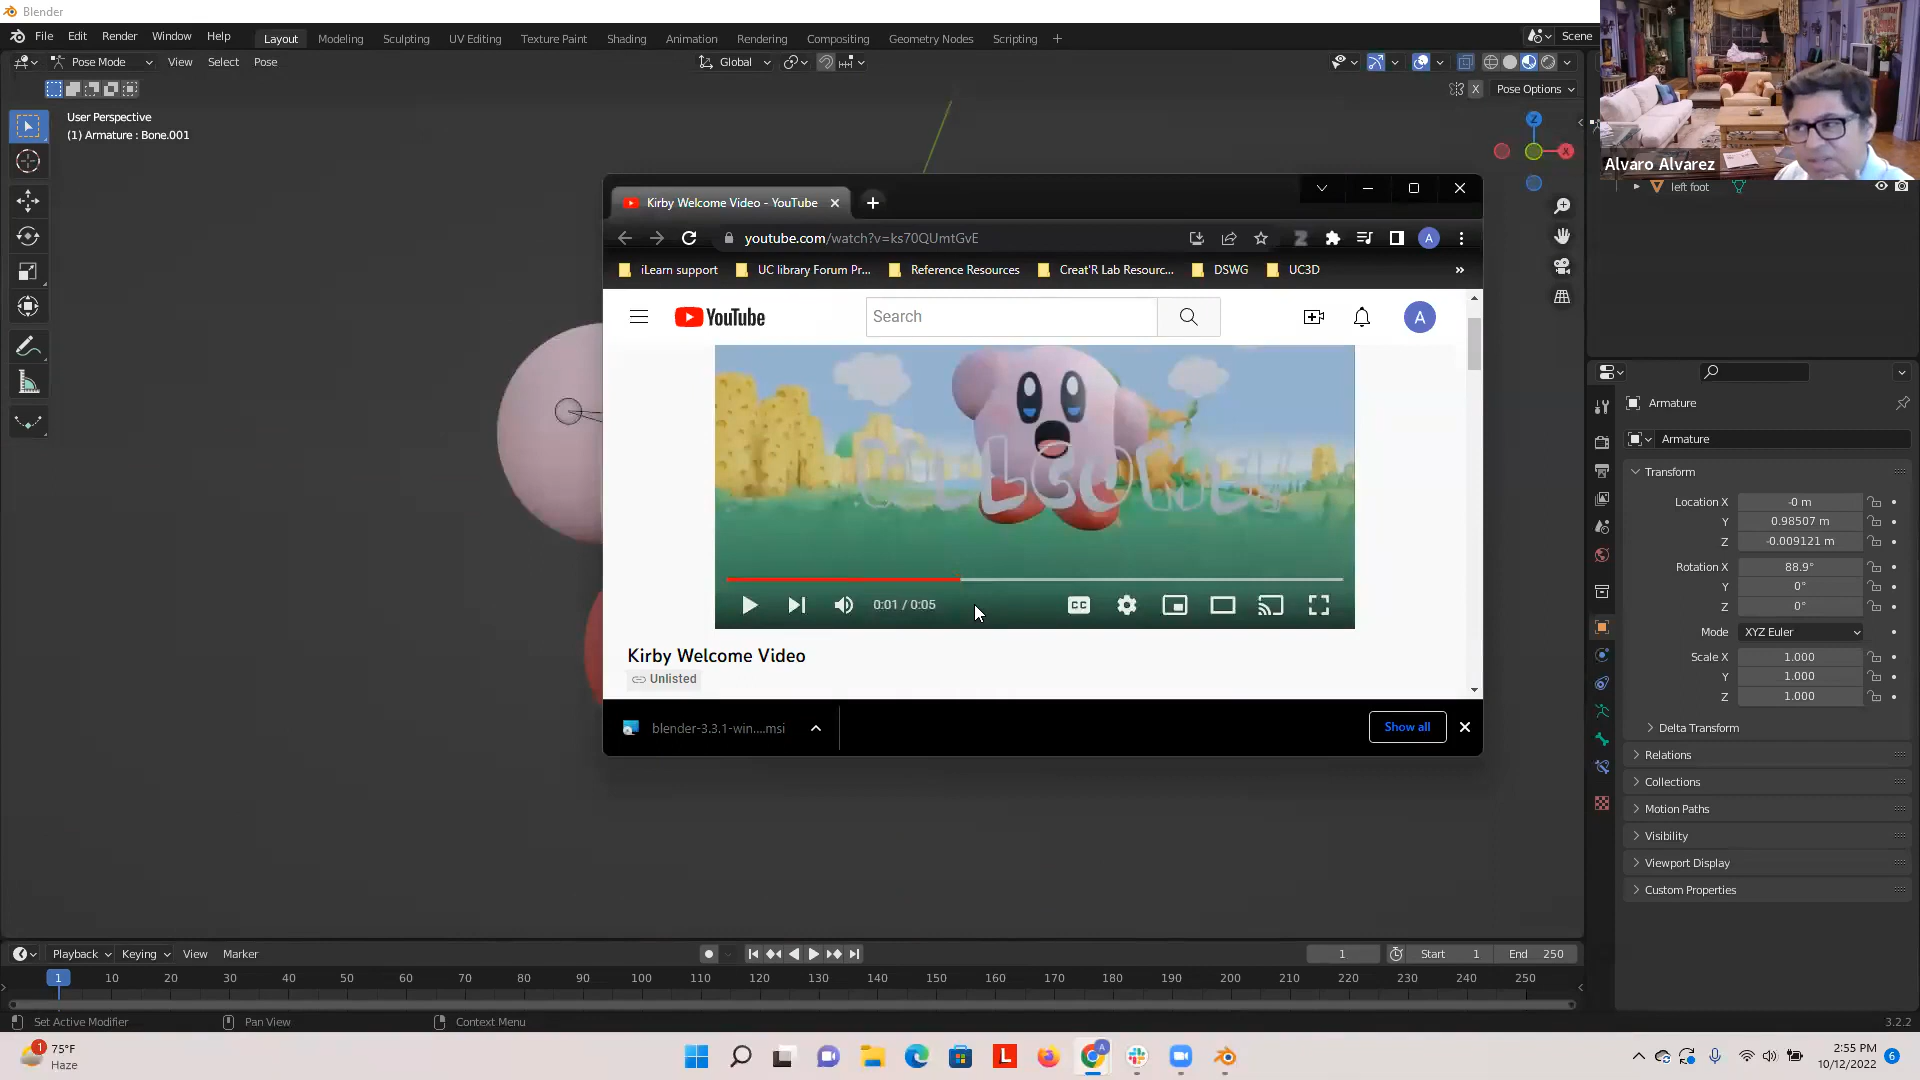 Blender
File Edit Render Window Help Layout Modeling Sculpting UV Editing Texture Paint Shading Animation Rendering Compositing Geometry Nodes Scripting + Scene
Pose Mode View Select Pose Global
X Pose Options
User Perspective
(1) Armature : Bone.001
Z
X
Alvaro Alvarez
left foot
Kirby Welcome Video - YouTube
youtube.com/watch?v=ks70QUmtGvE
A
iLearn support UC library Forum Pr... Reference Resources Creat'R Lab Resourc... DSWG UC3D »
YouTube
Search
A
0:01 / 0:05
CC
Kirby Welcome Video
Unlisted
blender-3.3.1-win....msi
Show all
Armature
Armature
Transform
Location X -0 m
Y 0.98507 m
Z -0.009121 m
Rotation X 88.9°
Y 0°
Z 0°
Mode XYZ Euler
Scale X 1.000
Y 1.000
Z 1.000
Delta Transform
Relations
Collections
Motion Paths
Visibility
Viewport Display
Custom Properties
Playback Keying View Marker
1 Start 1 End 250
1 10 20 30 40 50 60 70 80 90 100 110 120 130 140 150 160 170 180 190 200 210 220 230 240 250
Set Active Modifier Pan View Context Menu 3.2.2
1 75°F
Haze
L
A
2:55 PM
10/12/2022
6